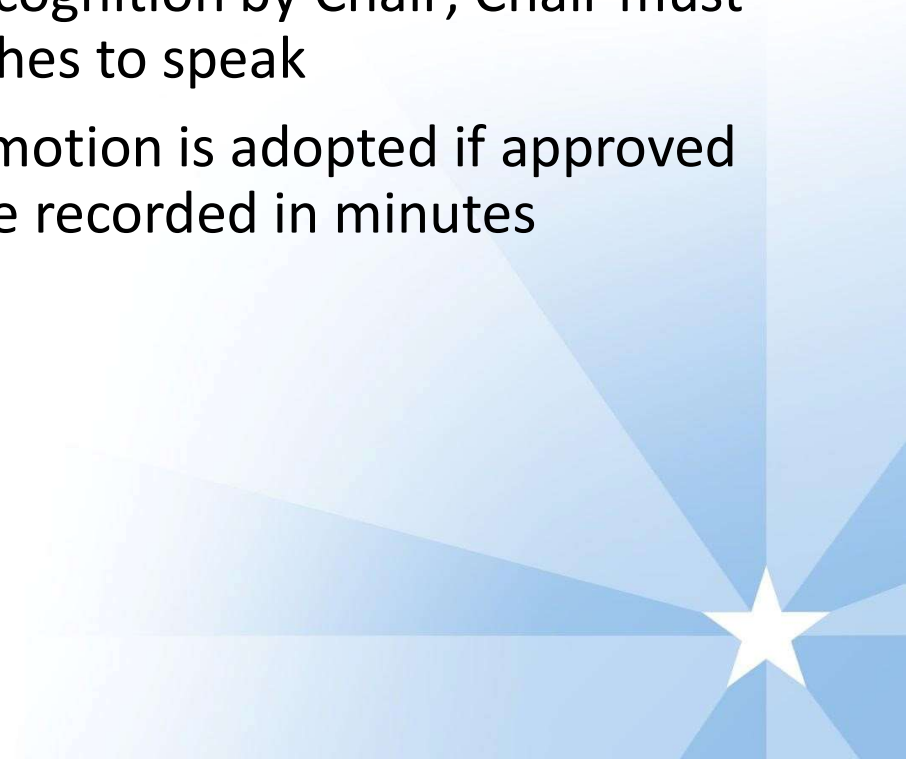 cognition by Chair; Chair must
hes to speak
motion is adopted if approved
e recorded in minutes